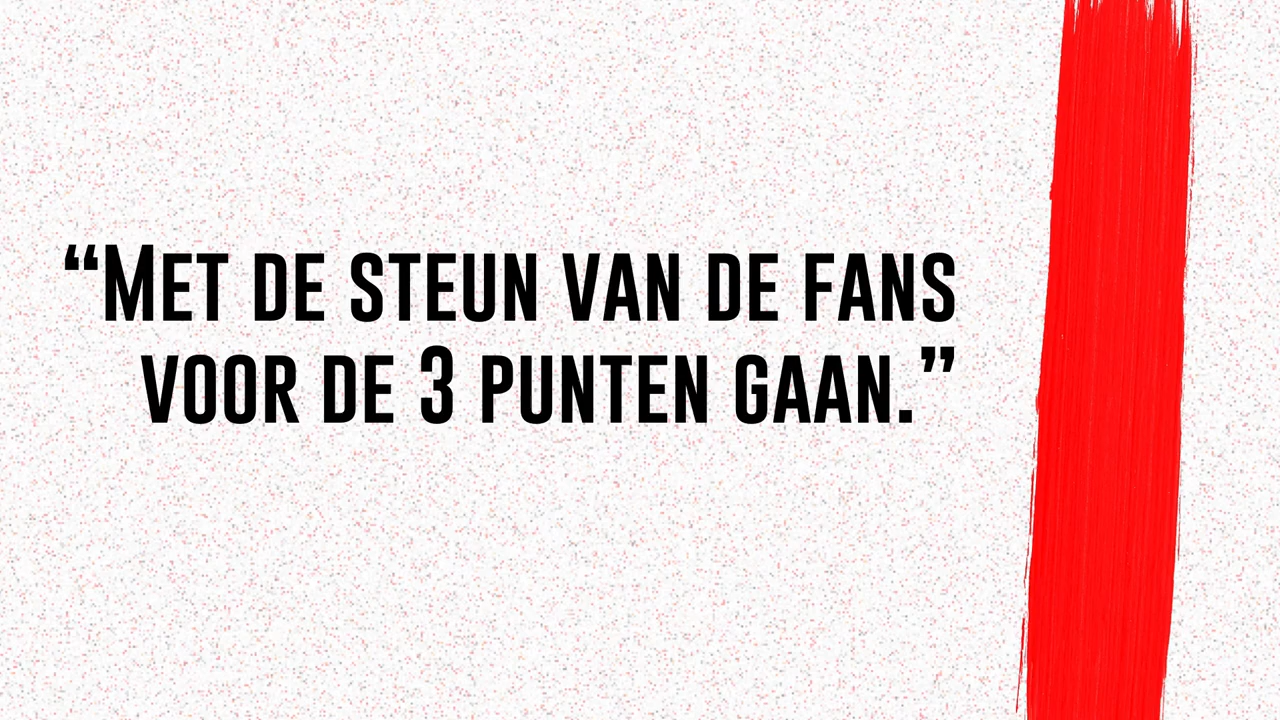 “Met de steun van de fans
voor de 3 punten gaan.”